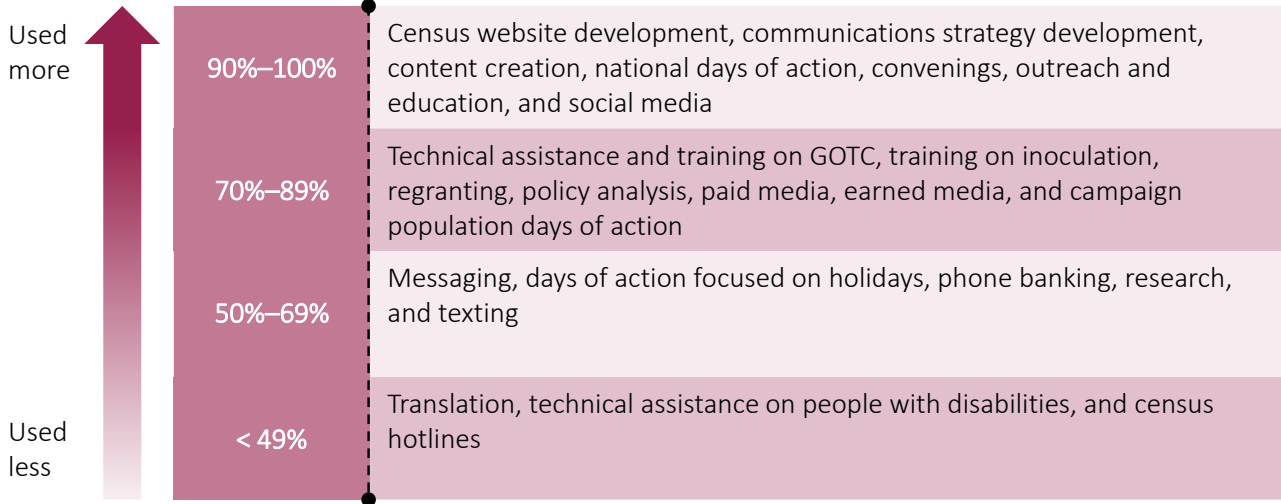 Used
more
90%–100%
Census website development, communications strategy development,
content creation, national days of action, convenings, outreach and
education, and social media
70%–89%
Technical assistance and training on GOTC, training on inoculation,
regranting, policy analysis, paid media, earned media, and campaign
population days of action
50%–69%
Messaging, days of action focused on holidays, phone banking, research,
and texting
Used
less
< 49%
Translation, technical assistance on people with disabilities, and census
hotlines